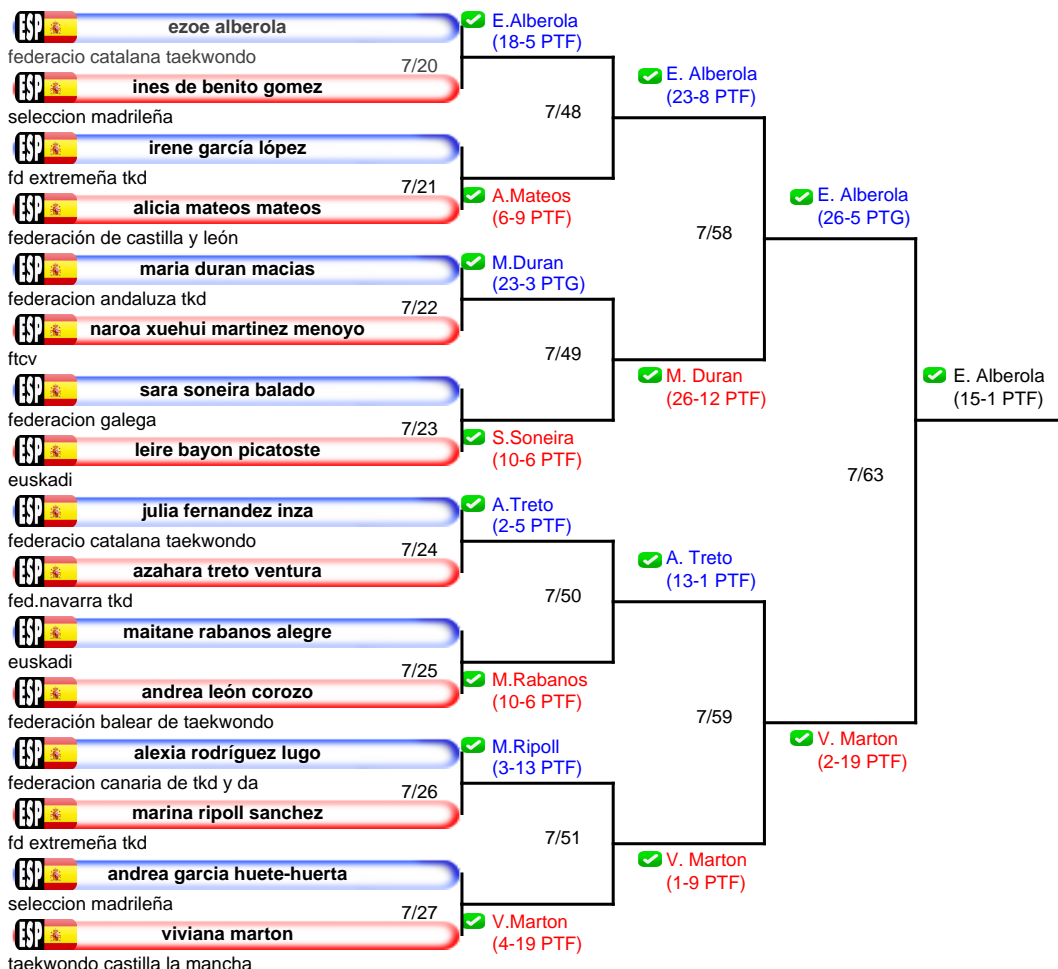 ESP ezoe alberola
federacio catalana taekwondo
7/20
ESP ines de benito gomez
seleccion madrileña
E.Alberola
(18-5 PTF)
ESP irene garcía lópez
fd extremeña tkd
7/21
ESP alicia mateos mateos
federación de castilla y león
A.Mateos
(6-9 PTF)
ESP maria duran macias
federacion andaluza tkd
7/22
ESP naroa xuehui martinez menoyo
ftcv
M.Duran
(23-3 PTG)
ESP sara soneira balado
federacion galega
7/23
ESP leire bayon picatoste
euskadi
S.Soneira
(10-6 PTF)
ESP julia fernandez inza
federacio catalana taekwondo
7/24
ESP azahara treto ventura
fed.navarra tkd
A.Treto
(2-5 PTF)
ESP maitane rabanos alegre
euskadi
7/25
ESP andrea león corozo
federación balear de taekwondo
M.Rabanos
(10-6 PTF)
ESP alexia rodríguez lugo
federacion canaria de tkd y da
7/26
ESP marina ripoll sanchez
fd extremeña tkd
M.Ripoll
(3-13 PTF)
ESP andrea garcia huete-huerta
seleccion madrileña
7/27
ESP viviana marton
taekwondo castilla la mancha
V.Marton
(4-19 PTF)
7/48
E. Alberola
(23-8 PTF)
7/49
M. Duran
(26-12 PTF)
7/50
A. Treto
(13-1 PTF)
7/51
V. Marton
(1-9 PTF)
7/58
E. Alberola
(26-5 PTG)
7/59
V. Marton
(2-19 PTF)
7/63
E. Alberola
(15-1 PTF)